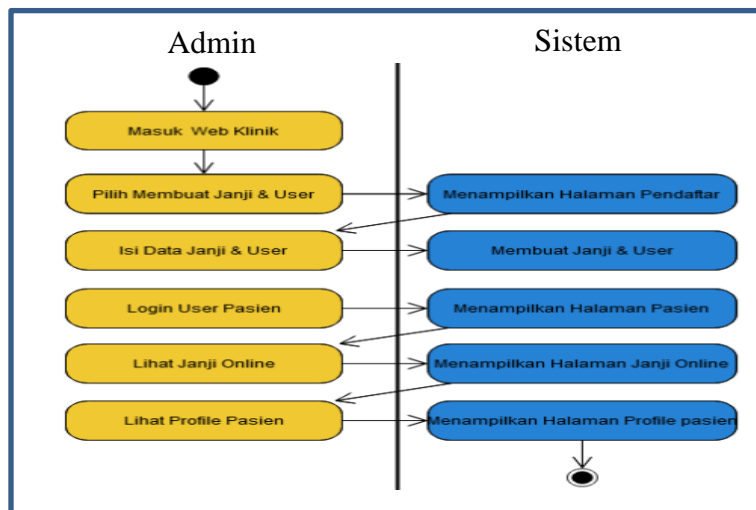 Admin
Sistem
Masuk Web Klinik
Pilih Membuat Janji & User
Menampilkan Halaman Pendaftar
Isi Data Janji & User
Membuat Janji & User
Login User Pasien
Menampilkan Halaman Pasien
Lihat Janji Online
Menampilkan Halaman Janji Online
Lihat Profile Pasien
Menampilkan Halaman Profile pasien